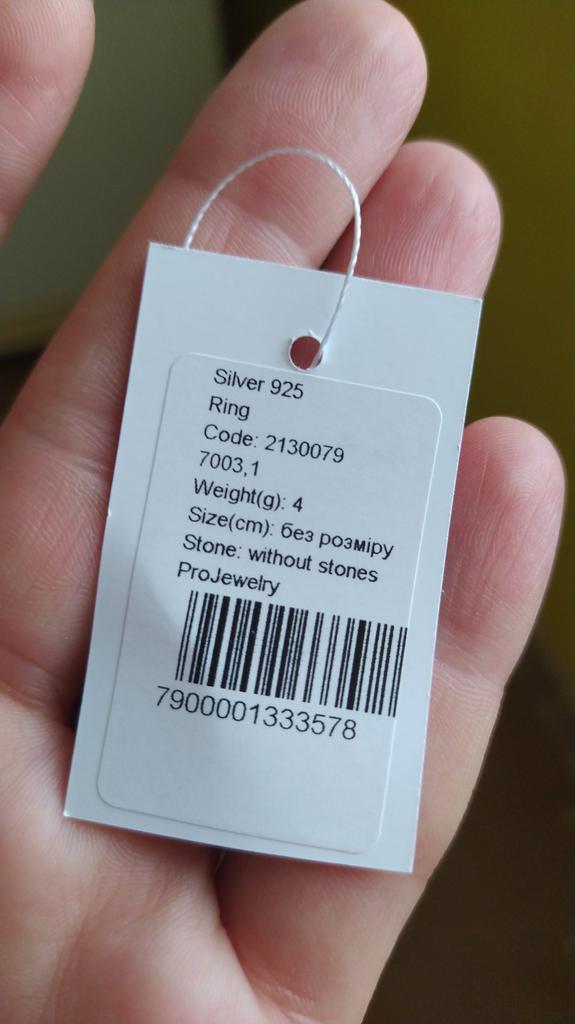 Silver 925
Ring
Code: 2130079
7003,1
Weight(g): 4
Size(cm): без розміру
Stone: without stones
ProJewelry
7900001333578